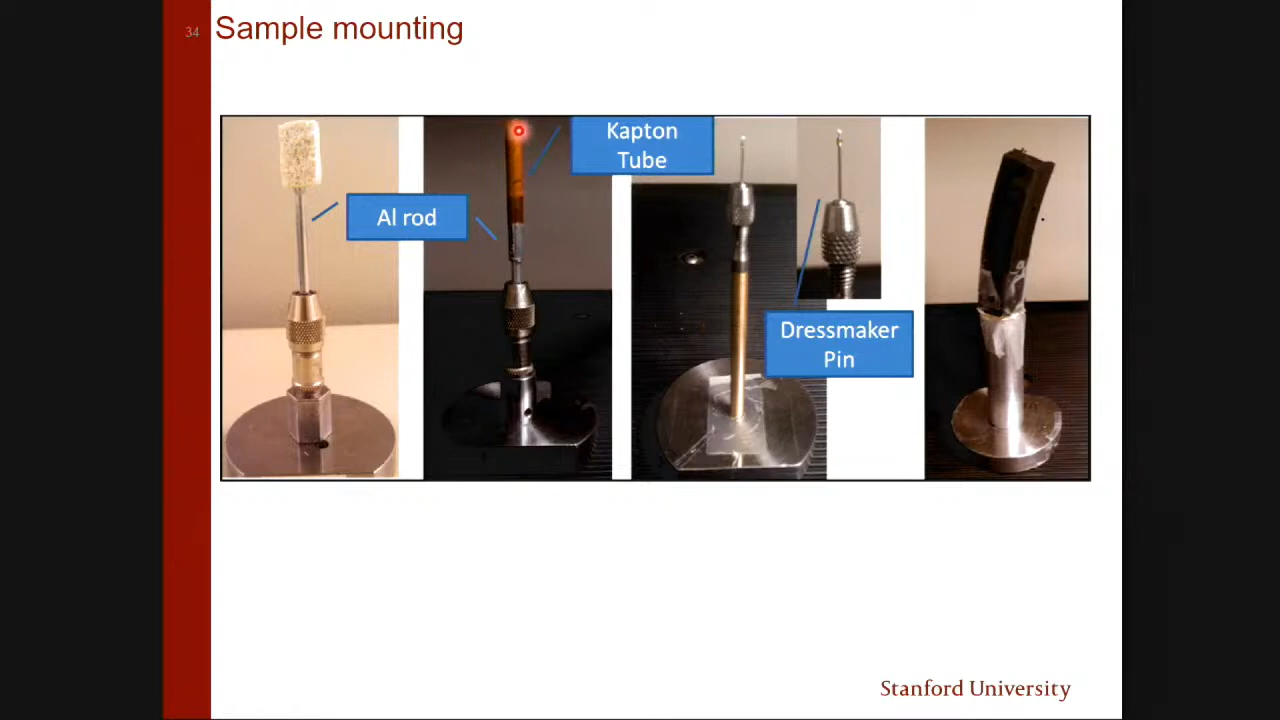 34
Sample mounting
Kapton
Tube
Al rod
Dressmaker
Pin
Stanford University